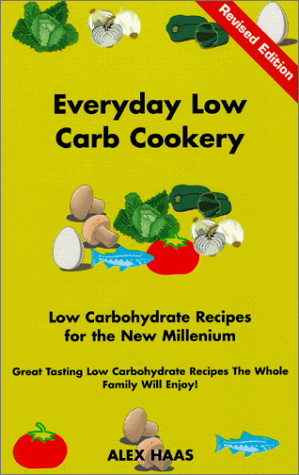 Revised Edition
Everyday Low
Carb Cookery
Low Carbohydrate Recipes
for the New Millenium
Great Tasting Low Carbohydrate Recipes The Whole
Family Will Enjoy!
ALEX HAAS